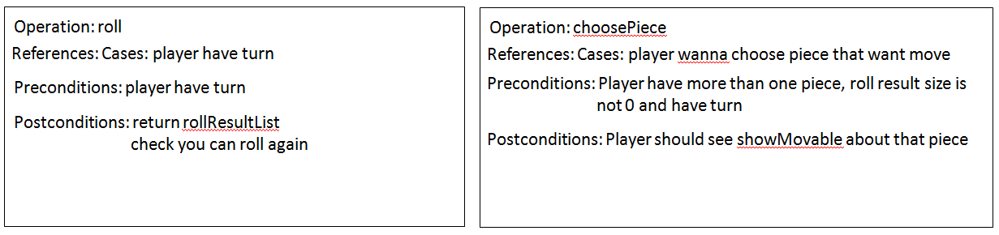 Operation: roll
References: Cases: player have turn
Preconditions: player have turn
Postconditions: return rollResultList
check you can roll again
Operation: choosePiece
References: Cases: player wanna choose piece that want move
Preconditions: Player have more than one piece, roll result size is
not 0 and have turn
Postconditions: Player should see showMovable about that piece